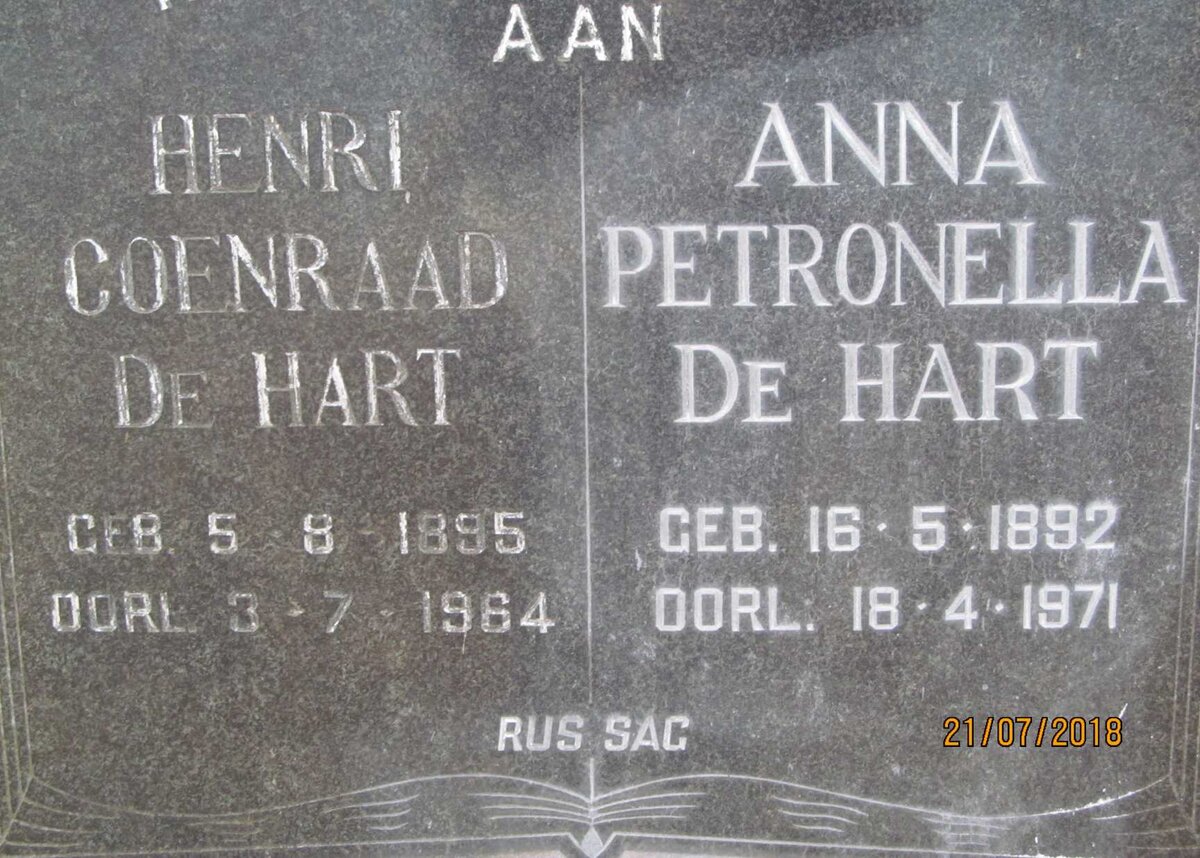 AAN
HENRI
COENRAAD
DE HART
GEB. 5 - 8 - 1895
OORL. 3 - 7 - 1964
ANNA
PETRONELLA
DE HART
GEB. 16 · 5 · 1892
OORL. 18 · 4 · 1971
RUS SAG
21/07/2018